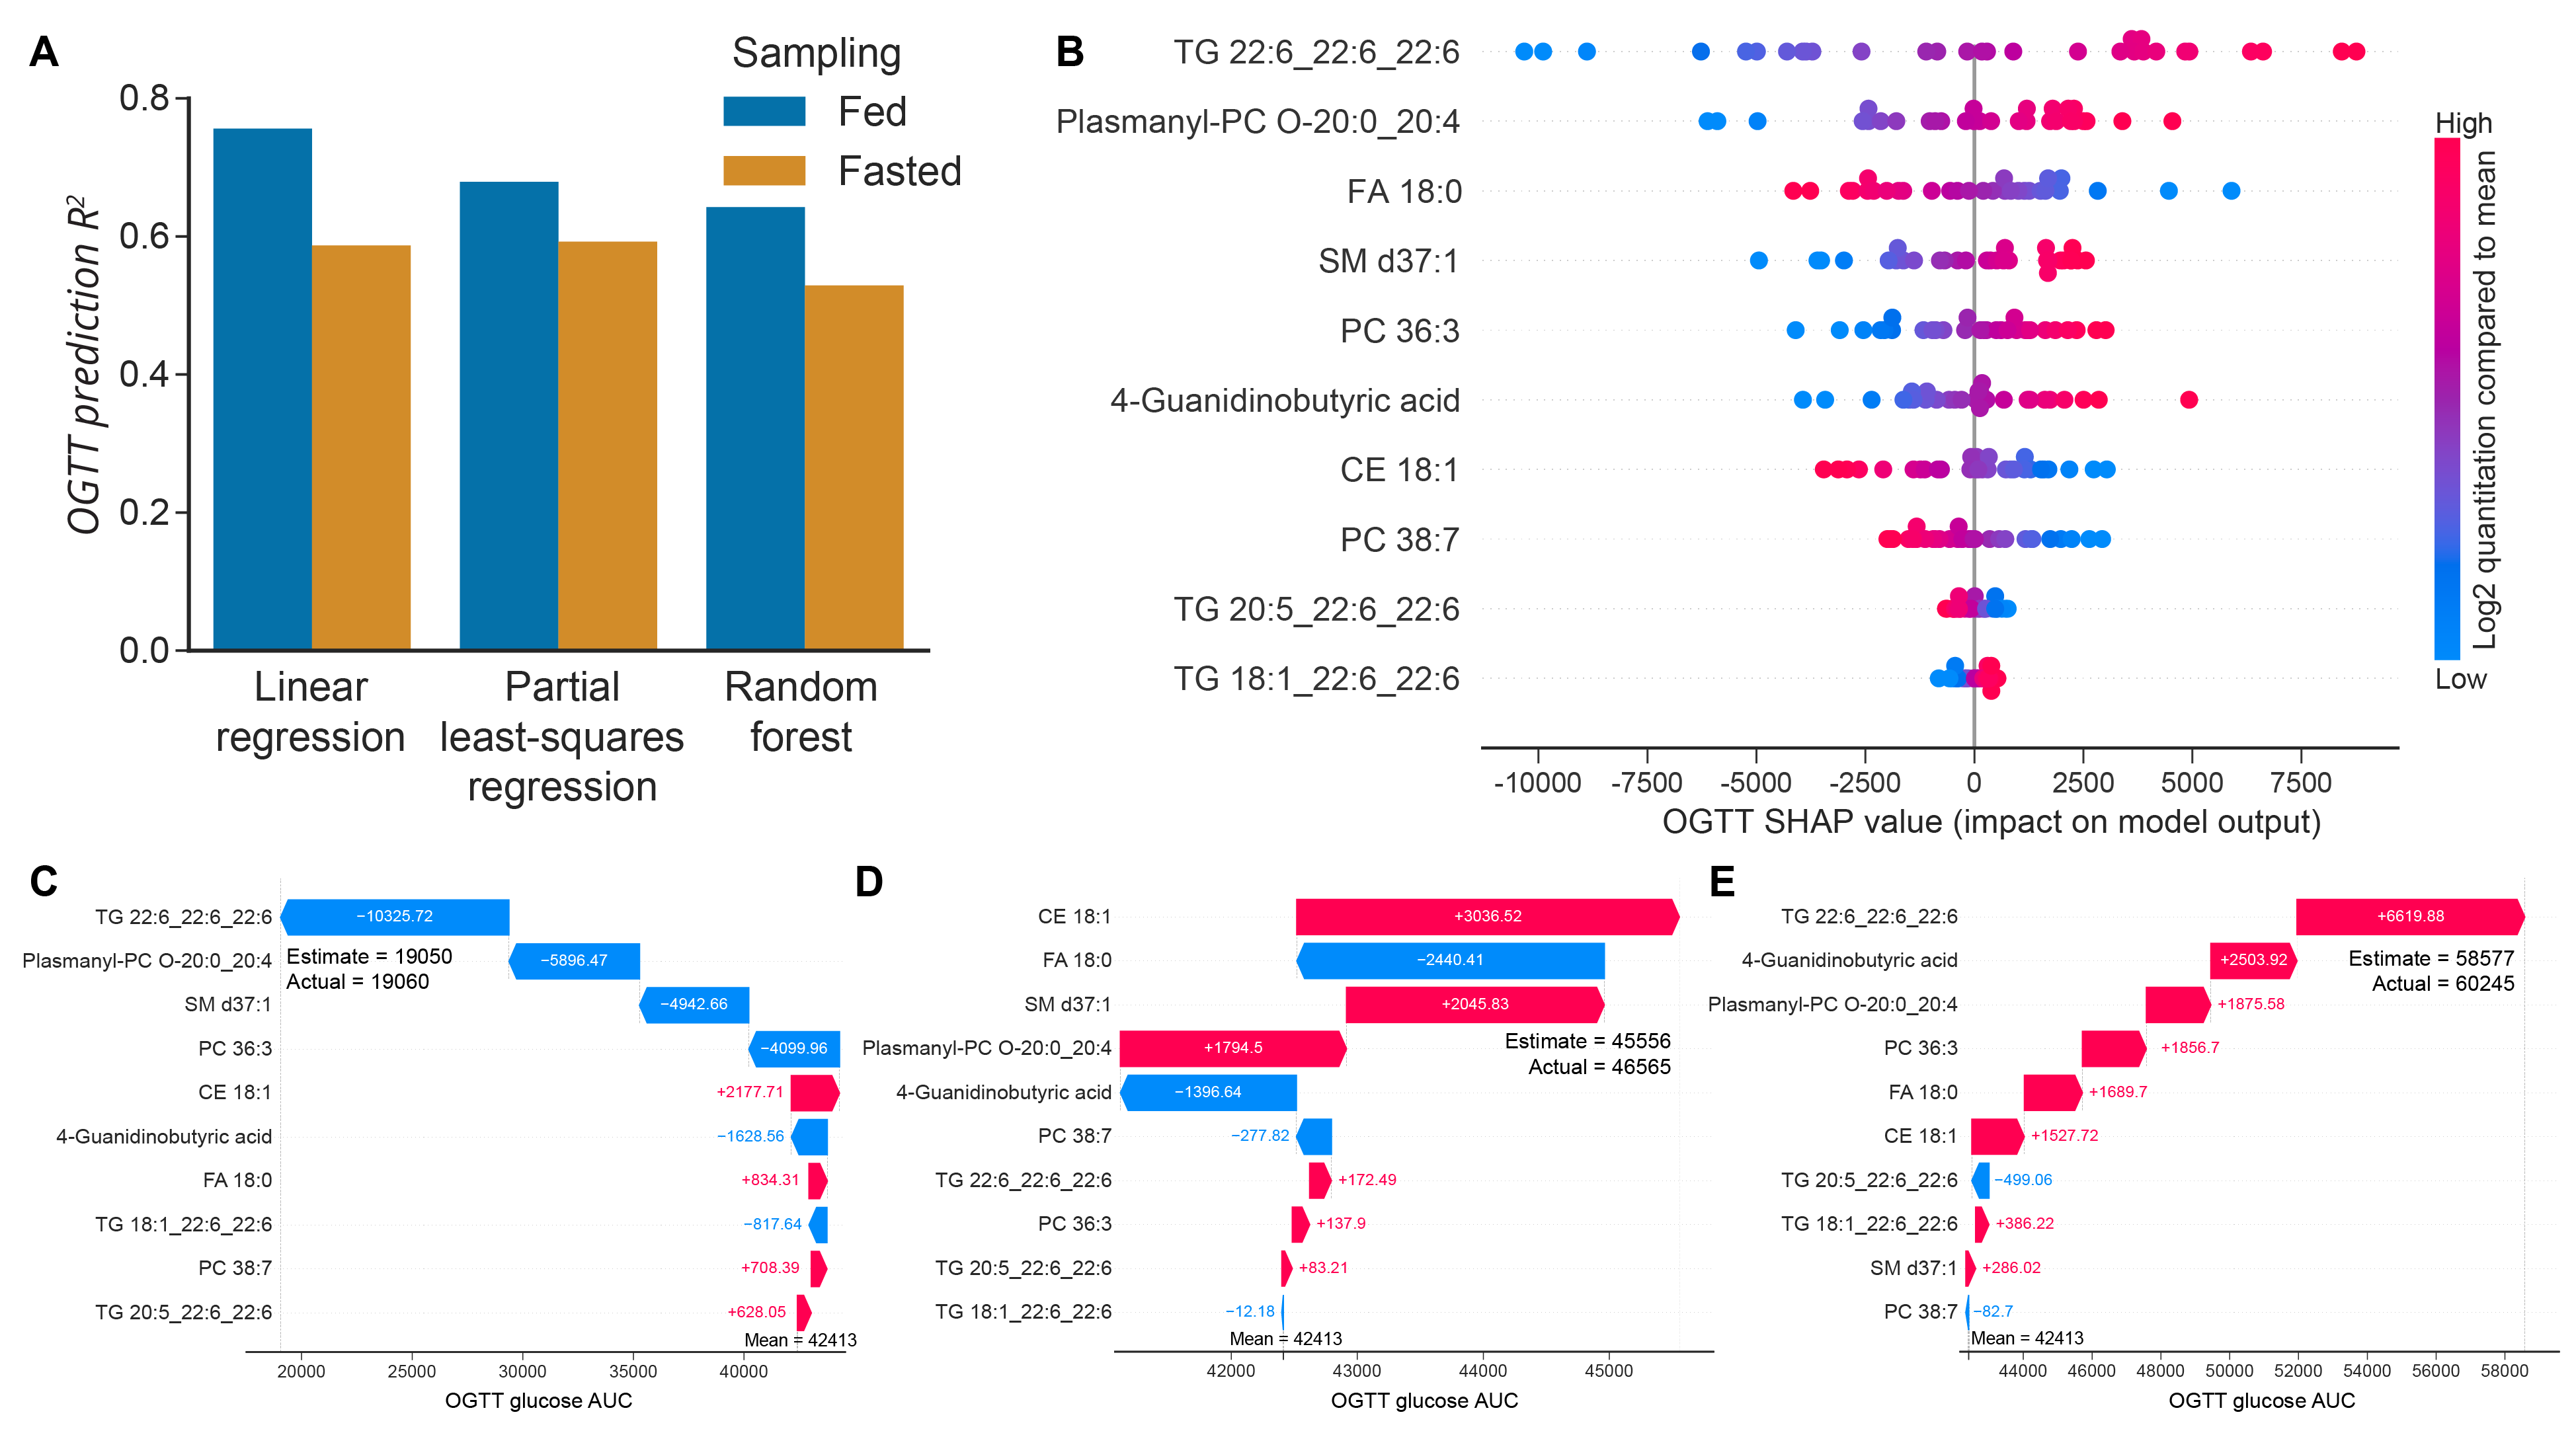 A
Sampling
Fed
Fasted
0.8
0.6
0.4
0.2
0.0
OGTT prediction R²
Linear
regression
Partial
least-squares
regression
Random
forest
B
TG 22:6_22:6_22:6
Plasmanyl-PC O-20:0_20:4
FA 18:0
SM d37:1
PC 36:3
4-Guanidinobutyric acid
CE 18:1
PC 38:7
TG 20:5_22:6_22:6
TG 18:1_22:6_22:6
-10000 -7500 -5000 -2500 0 2500 5000 7500
OGTT SHAP value (impact on model output)
High
Log2 quantitation compared to mean
Low
C
TG 22:6_22:6_22:6 −10325.72
Estimate = 19050
Actual = 19060
Plasmanyl-PC O-20:0_20:4 −5896.47
SM d37:1 −4942.66
PC 36:3 −4099.96
CE 18:1 +2177.71
4-Guanidinobutyric acid −1628.56
FA 18:0 +834.31
TG 18:1_22:6_22:6 −817.64
PC 38:7 +708.39
TG 20:5_22:6_22:6 +628.05
Mean = 42413
20000 25000 30000 35000 40000
OGTT glucose AUC
D
CE 18:1 +3036.52
FA 18:0 −2440.41
SM d37:1 +2045.83
Estimate = 45556
Actual = 46565
Plasmanyl-PC O-20:0_20:4 +1794.5
4-Guanidinobutyric acid −1396.64
PC 38:7 −277.82
TG 22:6_22:6_22:6 +172.49
PC 36:3 +137.9
TG 20:5_22:6_22:6 +83.21
TG 18:1_22:6_22:6 −12.18
Mean = 42413
42000 43000 44000 45000
OGTT glucose AUC
E
TG 22:6_22:6_22:6 +6619.88
4-Guanidinobutyric acid +2503.92
Estimate = 58577
Actual = 60245
Plasmanyl-PC O-20:0_20:4 +1875.58
PC 36:3 +1856.7
FA 18:0 +1689.7
CE 18:1 +1527.72
TG 20:5_22:6_22:6 −499.06
TG 18:1_22:6_22:6 +386.22
SM d37:1 +286.02
PC 38:7 −82.7
Mean = 42413
44000 46000 48000 50000 52000 54000 56000 58000
OGTT glucose AUC